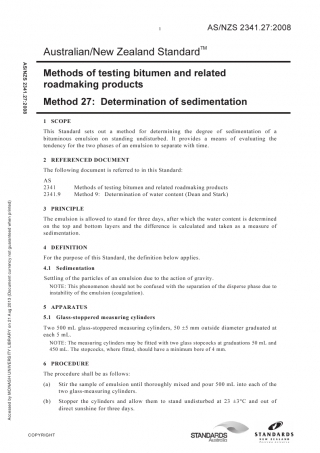 1
AS/NZS 2341.27:2008
Australian/New Zealand Standard™
Methods of testing bitumen and related
roadmaking products
Method 27: Determination of sedimentation
1 SCOPE
This Standard sets out a method for determining the degree of sedimentation of a
bituminous emulsion on standing undisturbed. It provides a means of evaluating the
tendency for the two phases of an emulsion to separate with time.
2 REFERENCED DOCUMENT
The following document is referred to in this Standard:
AS
2341 Methods of testing bitumen and related roadmaking products
2341.9 Method 9: Determination of water content (Dean and Stark)
3 PRINCIPLE
The emulsion is allowed to stand for three days, after which the water content is determined
on the top and bottom layers and the difference is calculated and taken as a measure of
sedimentation.
4 DEFINITION
For the purpose of this Standard, the definition below applies.
4.1 Sedimentation
Settling of the particles of an emulsion due to the action of gravity.
NOTE: This phenomenon should not be confused with the separation of the disperse phase due to
instability of the emulsion (coagulation).
5 APPARATUS
5.1 Glass-stoppered measuring cylinders
Two 500 mL glass-stoppered measuring cylinders, 50 ±5 mm outside diameter graduated at
each 5 mL.
NOTE: The measuring cylinders may be fitted with two glass stopcocks at graduations 50 mL and
450 mL. The stopcocks, where fitted, should have a minimum bore of 4 mm.
6 PROCEDURE
The procedure shall be as follows:
(a) Stir the sample of emulsion until thoroughly mixed and pour 500 mL into each of the
two glass-measuring cylinders.
(b) Stopper the cylinders and allow them to stand undisturbed at 23 ±3°C and out of
direct sunshine for three days.
COPYRIGHT
STANDARDS
Australia
STANDARDS
NEW ZEALAND
AS/NZS 2341.27:2008
Accessed by MONASH UNIVERSITY LIBRARY on 21 Aug 2012 (Document currency not guaranteed when printed)